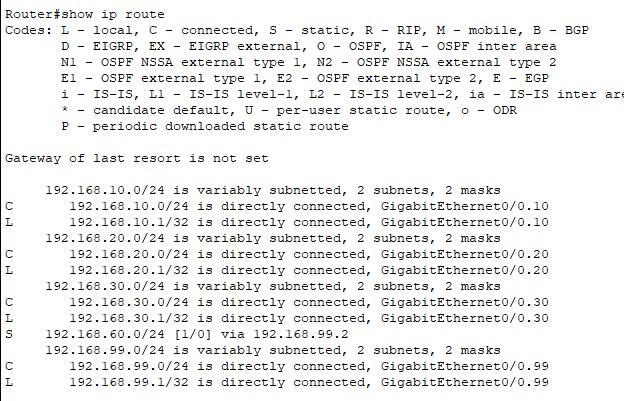 Router#show ip route
Codes: L - local, C - connected, S - static, R - RIP, M - mobile, B - BGP
D - EIGRP, EX - EIGRP external, O - OSPF, IA - OSPF inter area
N1 - OSPF NSSA external type 1, N2 - OSPF NSSA external type 2
E1 - OSPF external type 1, E2 - OSPF external type 2, E - EGP
i - IS-IS, L1 - IS-IS level-1, L2 - IS-IS level-2, ia - IS-IS inter are
* - candidate default, U - per-user static route, o - ODR
P - periodic downloaded static route
Gateway of last resort is not set
192.168.10.0/24 is variably subnetted, 2 subnets, 2 masks
C 192.168.10.0/24 is directly connected, GigabitEthernet0/0.10
L 192.168.10.1/32 is directly connected, GigabitEthernet0/0.10
192.168.20.0/24 is variably subnetted, 2 subnets, 2 masks
C 192.168.20.0/24 is directly connected, GigabitEthernet0/0.20
L 192.168.20.1/32 is directly connected, GigabitEthernet0/0.20
192.168.30.0/24 is variably subnetted, 2 subnets, 2 masks
C 192.168.30.0/24 is directly connected, GigabitEthernet0/0.30
L 192.168.30.1/32 is directly connected, GigabitEthernet0/0.30
S 192.168.60.0/24 [1/0] via 192.168.99.2
192.168.99.0/24 is variably subnetted, 2 subnets, 2 masks
C 192.168.99.0/24 is directly connected, GigabitEthernet0/0.99
L 192.168.99.1/32 is directly connected, GigabitEthernet0/0.99